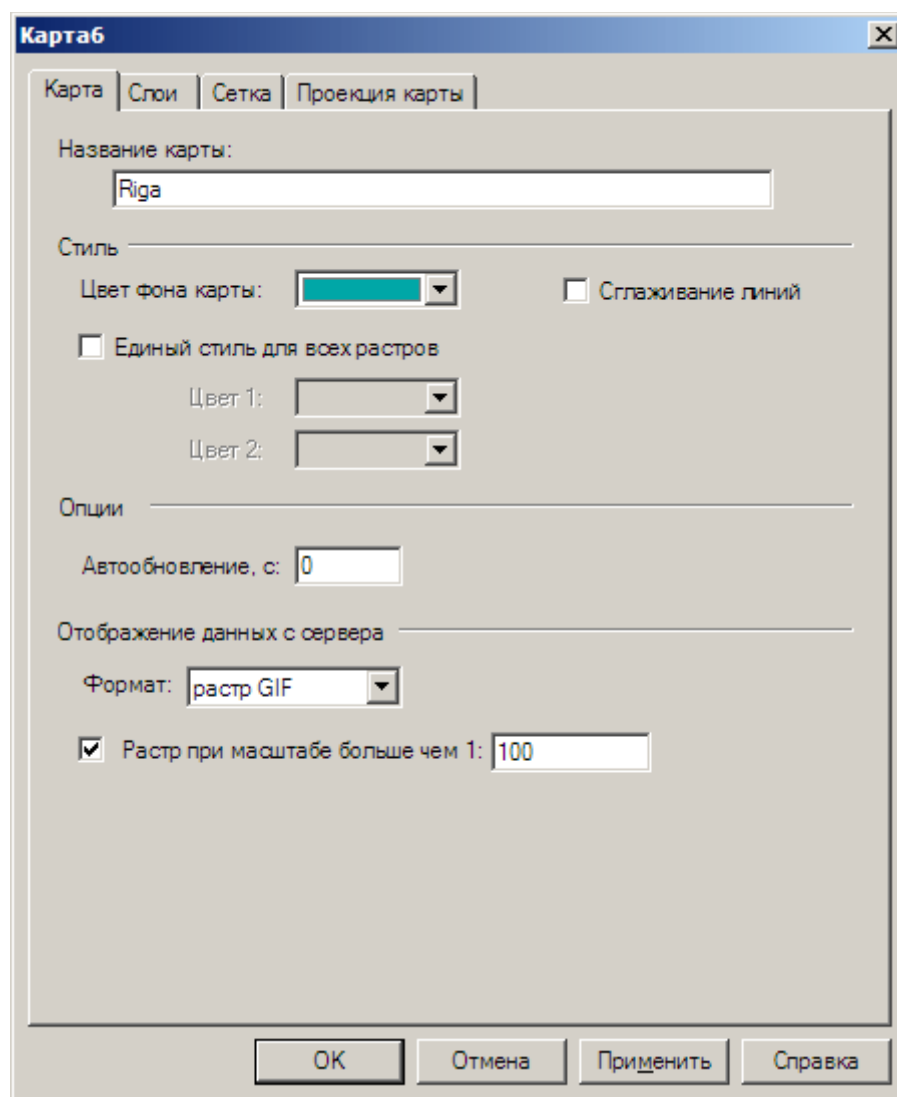 Карта6
Карта Слои Сетка Проекция карты
Название карты:
Riga
Стиль
Цвет фона карты: Сглаживание линий
Единый стиль для всех растров
Цвет 1:
Цвет 2:
Опции
Автообновление, с: 0
Отображение данных с сервера
Формат: растр GIF
Растр при масштабе больше чем 1: 100
OK Отмена Применить Справка